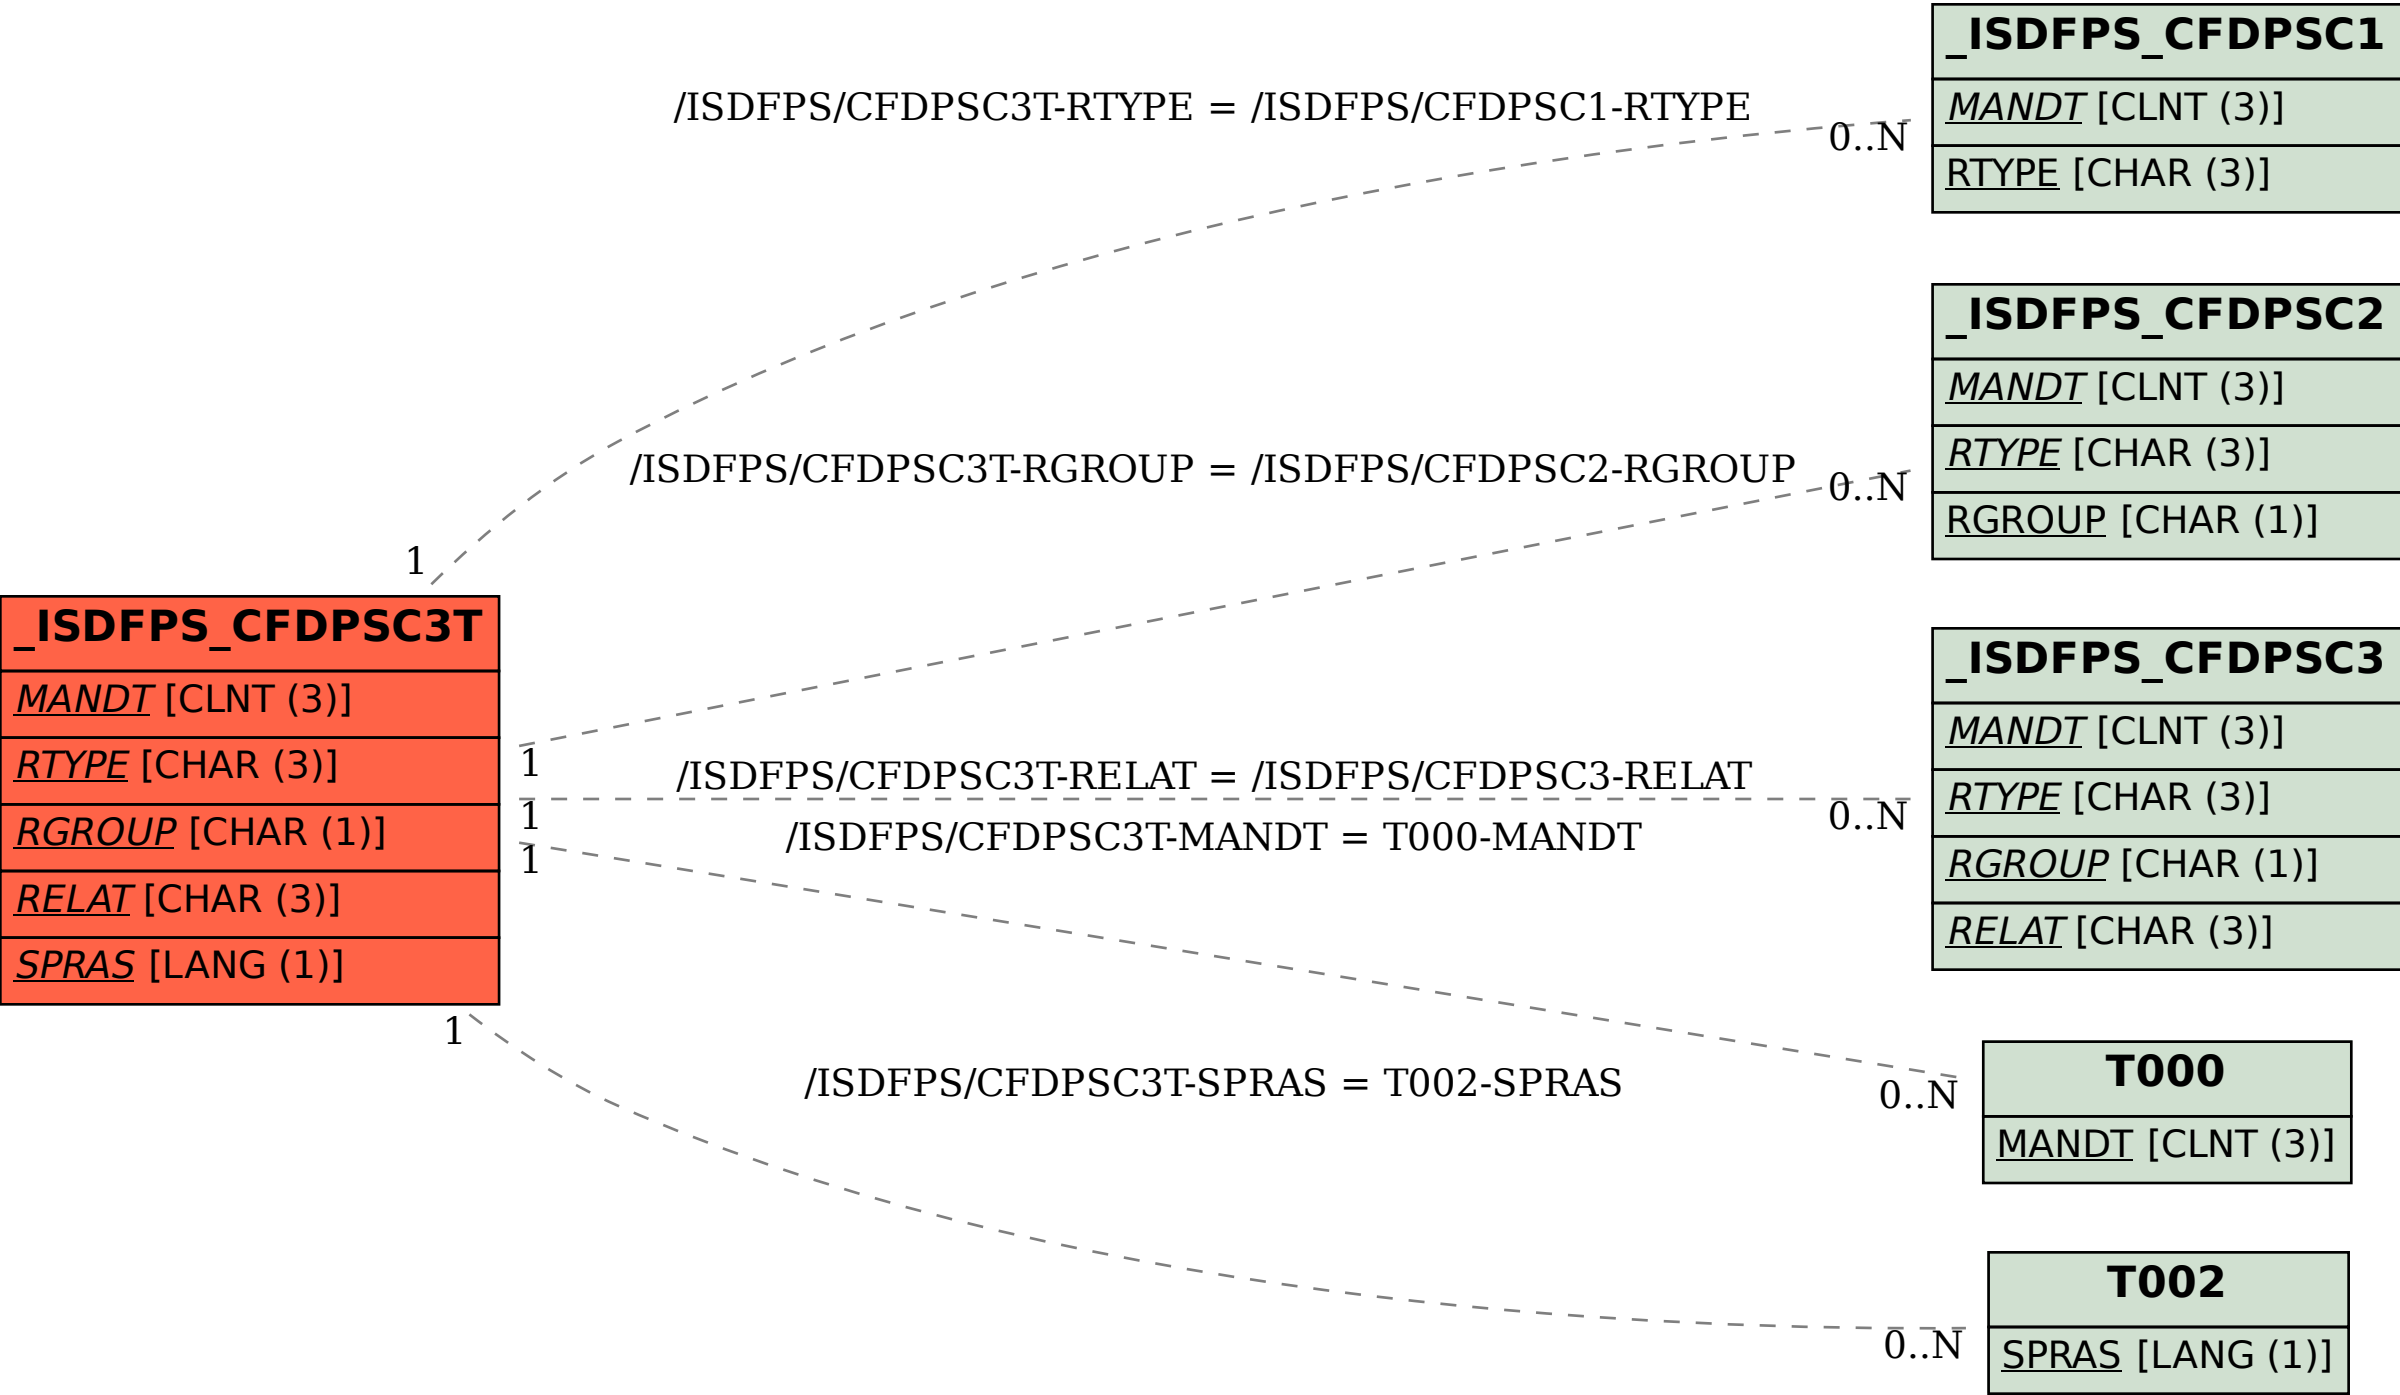 _ISDFPS_CFDPSC1
MANDT [CLNT (3)]
RTYPE [CHAR (3)]
/ISDFPS/CFDPSC3T-RTYPE = /ISDFPS/CFDPSC1-RTYPE
0..N
_ISDFPS_CFDPSC2
MANDT [CLNT (3)]
RTYPE [CHAR (3)]
RGROUP [CHAR (1)]
/ISDFPS/CFDPSC3T-RGROUP = /ISDFPS/CFDPSC2-RGROUP
0..N
1
_ISDFPS_CFDPSC3T
MANDT [CLNT (3)]
RTYPE [CHAR (3)]
RGROUP [CHAR (1)]
RELAT [CHAR (3)]
SPRAS [LANG (1)]
1
/ISDFPS/CFDPSC3T-RELAT = /ISDFPS/CFDPSC3-RELAT
1
0..N
/ISDFPS/CFDPSC3T-MANDT = T000-MANDT
1
_ISDFPS_CFDPSC3
MANDT [CLNT (3)]
RTYPE [CHAR (3)]
RGROUP [CHAR (1)]
RELAT [CHAR (3)]
1
/ISDFPS/CFDPSC3T-SPRAS = T002-SPRAS
0..N
T000
MANDT [CLNT (3)]
0..N
T002
SPRAS [LANG (1)]